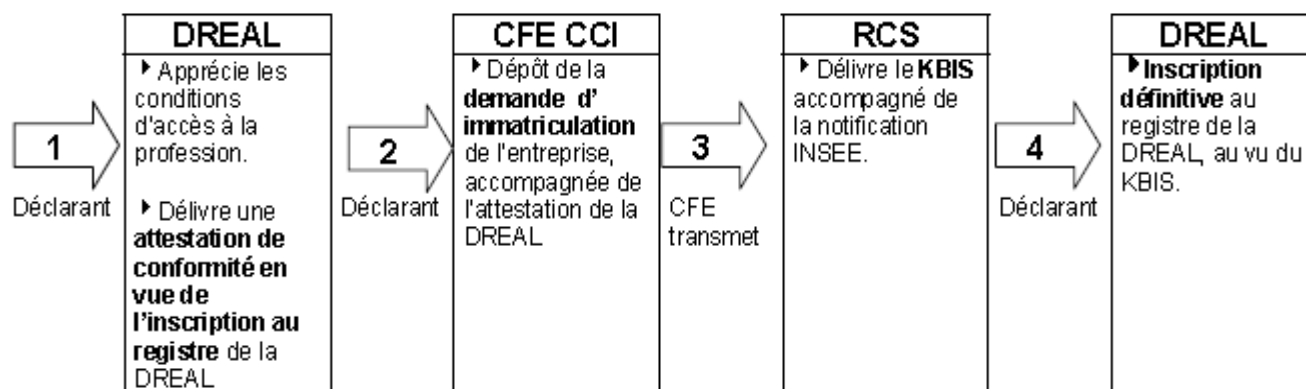 1
Déclarant
DREAL
Apprécie les
conditions
d'accès à la
profession.
Délivre une
attestation de
conformité en
vue de
l'inscription au
registre de la
DREAL
2
Déclarant
CFE CCI
Dépôt de la
demande d'
immatriculation
de l'entreprise,
accompagnée de
l'attestation de la
DREAL
3
CFE
transmet
RCS
Délivre le KBIS
accompagné de
la notification
INSEE.
4
Déclarant
DREAL
Inscription
définitive au
registre de la
DREAL, au vu du
KBIS.